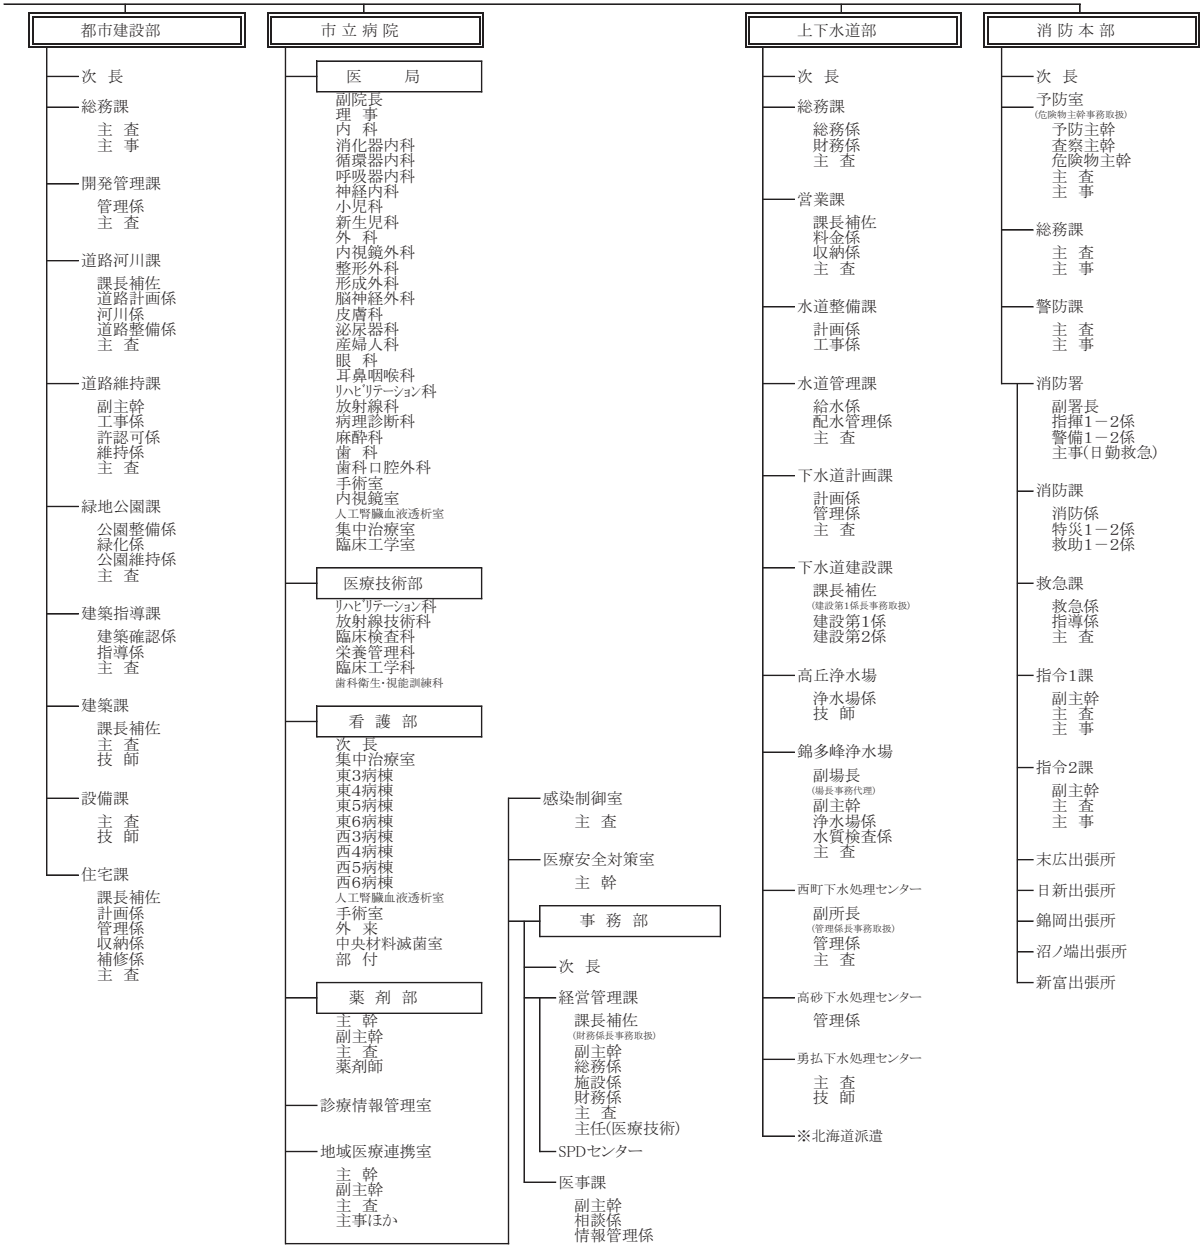 都市建設部
次 長
総務課
主 査
主 事
開発管理課
管理係
主 査
道路河川課
課長補佐
道路計画係
河川係
道路整備係
主 査
道路維持課
副主幹
工事係
許認可係
維持係
主 査
緑地公園課
公園整備係
緑化係
公園維持係
主 査
建築指導課
建築確認係
指導係
主 査
建築課
課長補佐
主 査
技 師
設備課
主 査
技 師
住宅課
課長補佐
計画係
管理係
収納係
補修係
主 査
市 立 病 院
医 局
副院長
理 事
内 科
消化器内科
循環器内科
呼吸器内科
神経内科
小児科
新生児科
外 科
内視鏡外科
整形外科
形成外科
脳神経外科
皮膚科
泌尿器科
産婦人科
眼 科
耳鼻咽喉科
リハビリテーション科
放射線科
病理診断科
麻酔科
歯 科
歯科口腔外科
手術室
内視鏡室
人工腎臓血液透析室
集中治療室
臨床工学室
医療技術部
リハビリテーション科
放射線技術科
臨床検査科
栄養管理科
臨床工学科
歯科衛生・視能訓練科
看 護 部
次 長
集中治療室
東3病棟
東4病棟
東5病棟
東6病棟
西3病棟
西4病棟
西5病棟
西6病棟
人工腎臓血液透析室
手術室
外 来
中央材料滅菌室
部 付
薬 剤 部
主 幹
副主幹
主 査
薬剤師
診療情報管理室
地域医療連携室
主 幹
副主幹
主 査
主事ほか
感染制御室
主 査
医療安全対策室
主 幹
事 務 部
次 長
経営管理課
課長補佐
(財務係長事務取扱)
副主幹
総務係
施設係
財務係
主 査
主任(医療技術)
SPDセンター
医事課
副主幹
相談係
情報管理係
上下水道部
次 長
総務課
総務係
財務係
主 査
営業課
課長補佐
料金係
収納係
主 査
水道整備課
計画係
工事係
水道管理課
給水係
配水管理係
主 査
下水道計画課
計画係
管理係
主 査
下水道建設課
課長補佐
(建設第1係長事務取扱)
建設第1係
建設第2係
高丘浄水場
浄水場係
技 師
錦多峰浄水場
副場長
(場長事務代理)
副主幹
浄水場係
水質検査係
主 査
西町下水処理センター
副所長
(管理係長事務取扱)
管理係
主 査
高砂下水処理センター
管理係
勇払下水処理センター
主 査
技 師
※北海道派遣
消 防 本 部
次 長
予防室
(危険物主幹事務取扱)
予防主幹
査察主幹
危険物主幹
主 査
主 事
総務課
主 査
主 事
警防課
主 査
主 事
消防署
副署長
指揮1－2係
警備1－2係
主事(日勤救急)
消防課
消防係
特災1－2係
救助1－2係
救急課
救急係
指導係
主 査
指令1課
副主幹
主 査
主 事
指令2課
副主幹
主 査
主 事
末広出張所
日新出張所
錦岡出張所
沼ノ端出張所
新富出張所